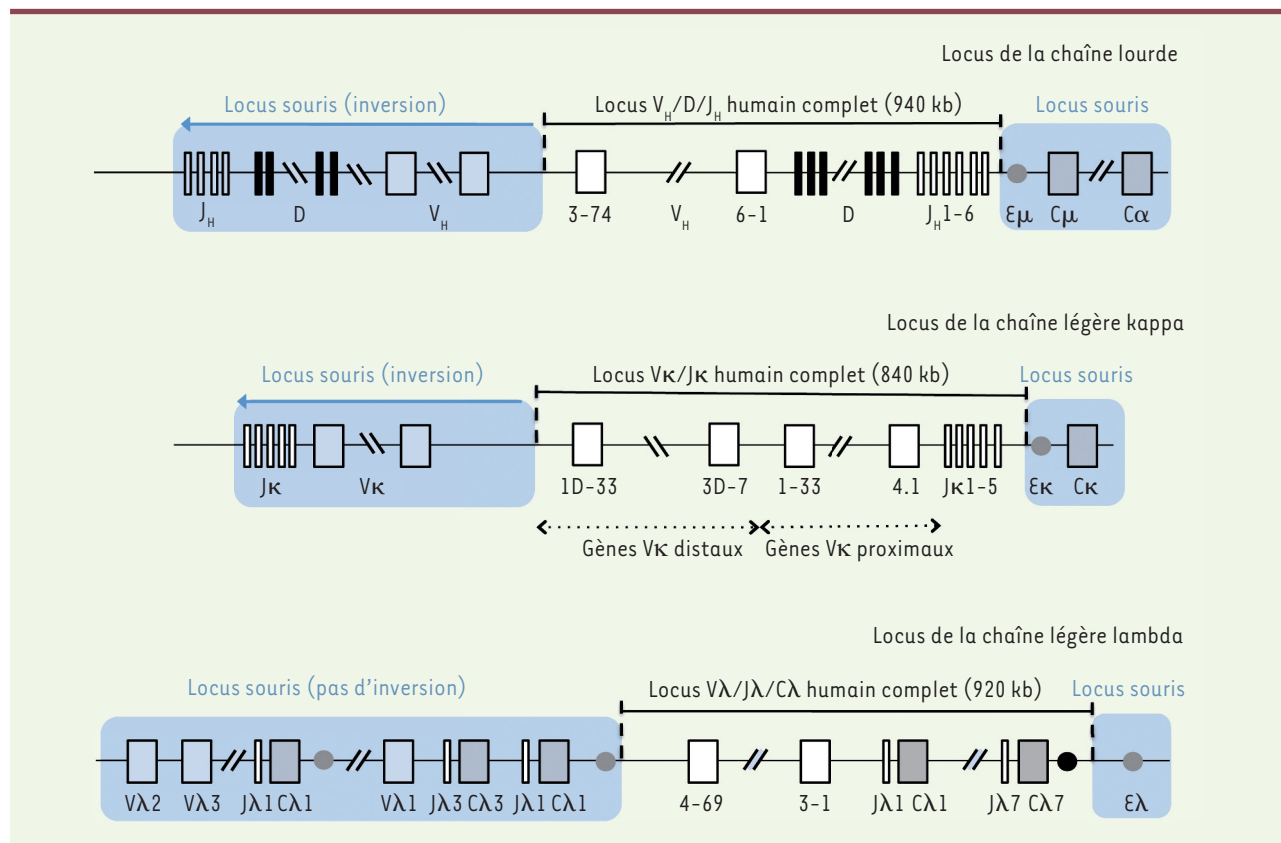 Locus de la chaîne lourde
Locus souris (inversion)
Locus VH/D/JH humain complet (940 kb)
Locus souris
JH
D
VH
3-74
VH
6-1
D
JH1-6
Ɛμ
Cμ
Cα
Locus de la chaîne légère kappa
Locus souris (inversion)
Locus Vκ/Jκ humain complet (840 kb)
Locus souris
Jκ
Vκ
1D-33
3D-7
1-33
4.1
Jκ1-5
Ɛκ
Cκ
Gènes Vκ distaux
Gènes Vκ proximaux
Locus de la chaîne légère lambda
Locus souris (pas d'inversion)
Locus Vλ/Jλ/Cλ humain complet (920 kb)
Locus souris
Vλ2
Vλ3
Jλ1 Cλ1
Vλ1
Jλ3 Cλ3
Jλ1 Cλ1
4-69
3-1
Jλ1 Cλ1
Jλ7 Cλ7
Ɛλ